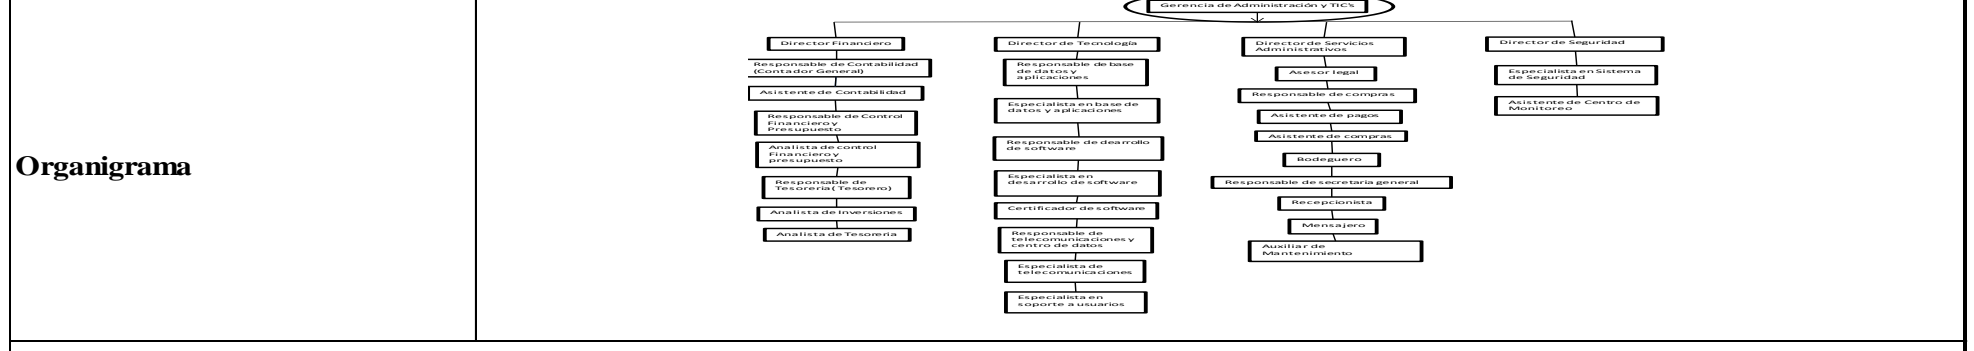 Organigrama
Gerencia de Administración y TIC's
Director Financiero
Responsable de Contabilidad
(Contador General)
Asistente de Contabilidad
Responsable de Control
Financiero y
Presupuesto
Analista de control
Financiero y
presupuesto
Responsable de
Tesoreria( Tesorero)
Analista de Inversiones
Analista de Tesoreria
Director de Tecnología
Responsable de base
de datos y
aplicaciones
Especialista en base de
datos y aplicaciones
Responsable de dearrollo
de software
Especialista en
desarrollo de software
Certificador de software
Responsable de
telecomunicaciones y
centro de datos
Especialista de
telecomunicaciones
Especialista en
soporte a usuarios
Director de Servicios
Administrativos
Asesor legal
Responsable de compras
Asistente de pagos
Asistente de compras
Bodeguero
Responsable de secretaria general
Recepcionista
Mensajero
Auxiliar de
Mantenimiento
Director de Seguridad
Especialista en Sistema
de Seguridad
Asistente de Centro de
Monitoreo